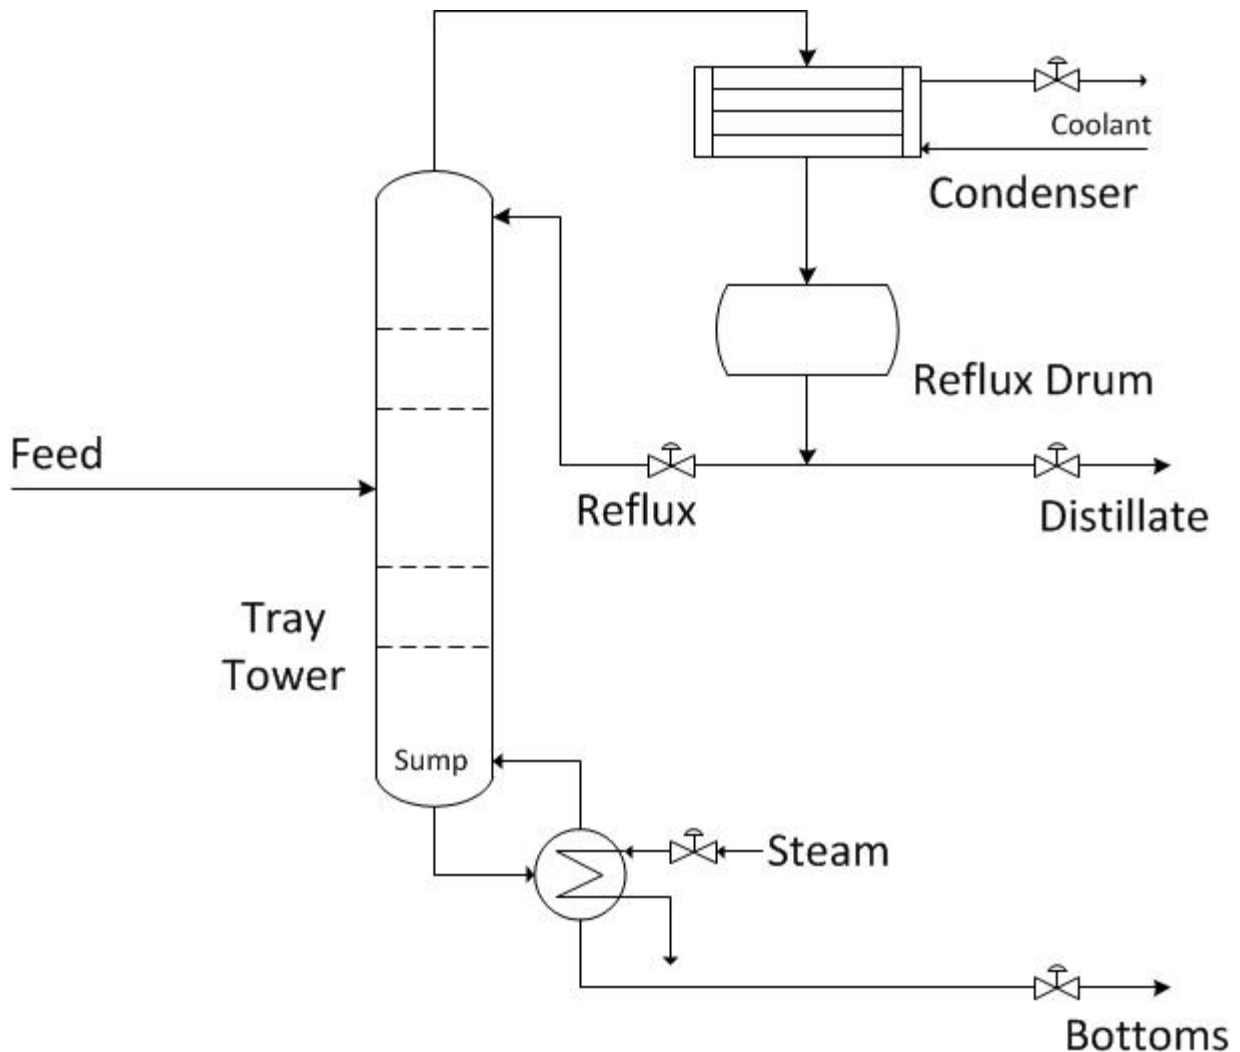 Coolant
Condenser
Reflux Drum
Feed
Reflux
Distillate
Tray
Tower
Sump
Steam
Bottoms